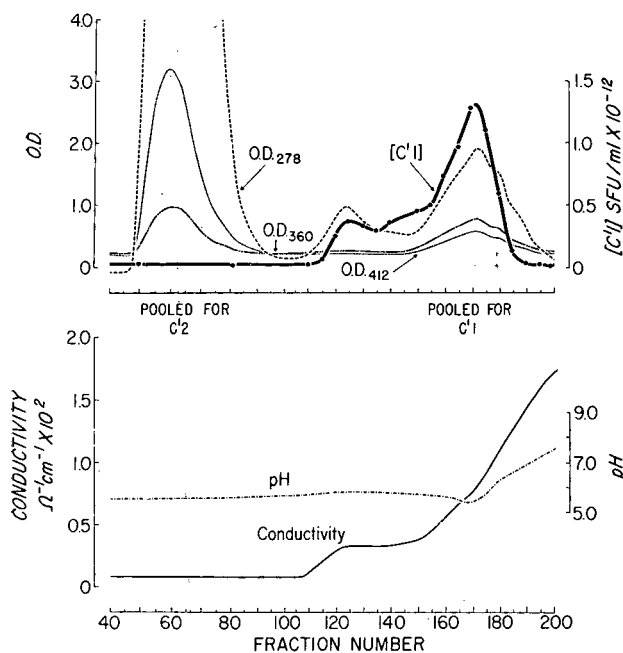 4.0
3.0
2.0
1.0
0
O.D.
O.D.278
[C'1]
O.D.360
O.D.412
1.5
1.0
0.5
0
[C'1] SFU/ml X 10-12
POOLED FOR
C'2
POOLED FOR
C'1
2.0
1.5
1.0
0.5
0
CONDUCTIVITY
Ω-1cm-1X102
pH
Conductivity
9.0
7.0
5.0
pH
40 60 80 100 120 140 160 180 200
FRACTION NUMBER